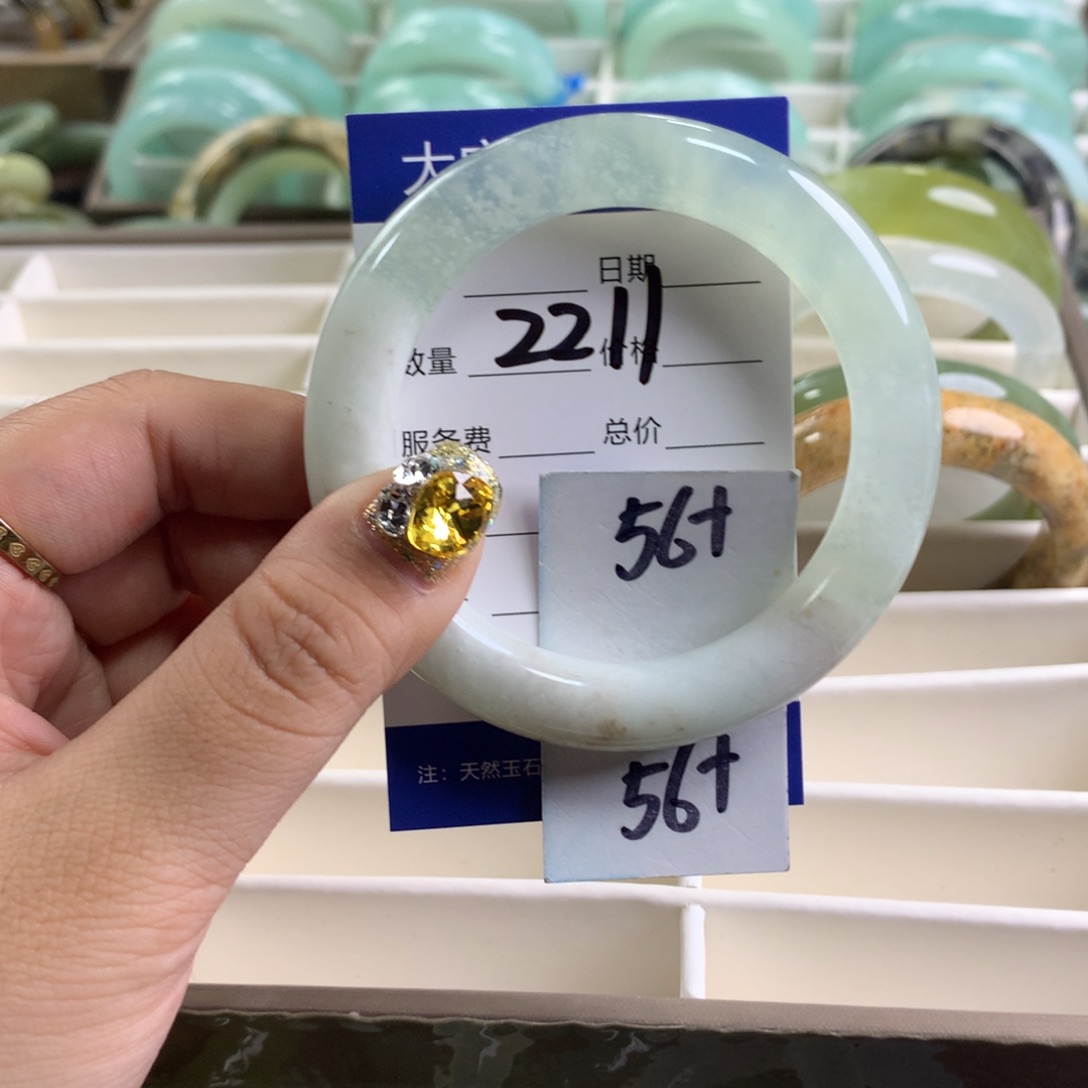 大
日期
2211
数量 价格
服务费 总价
56+
56+
注：天然玉石